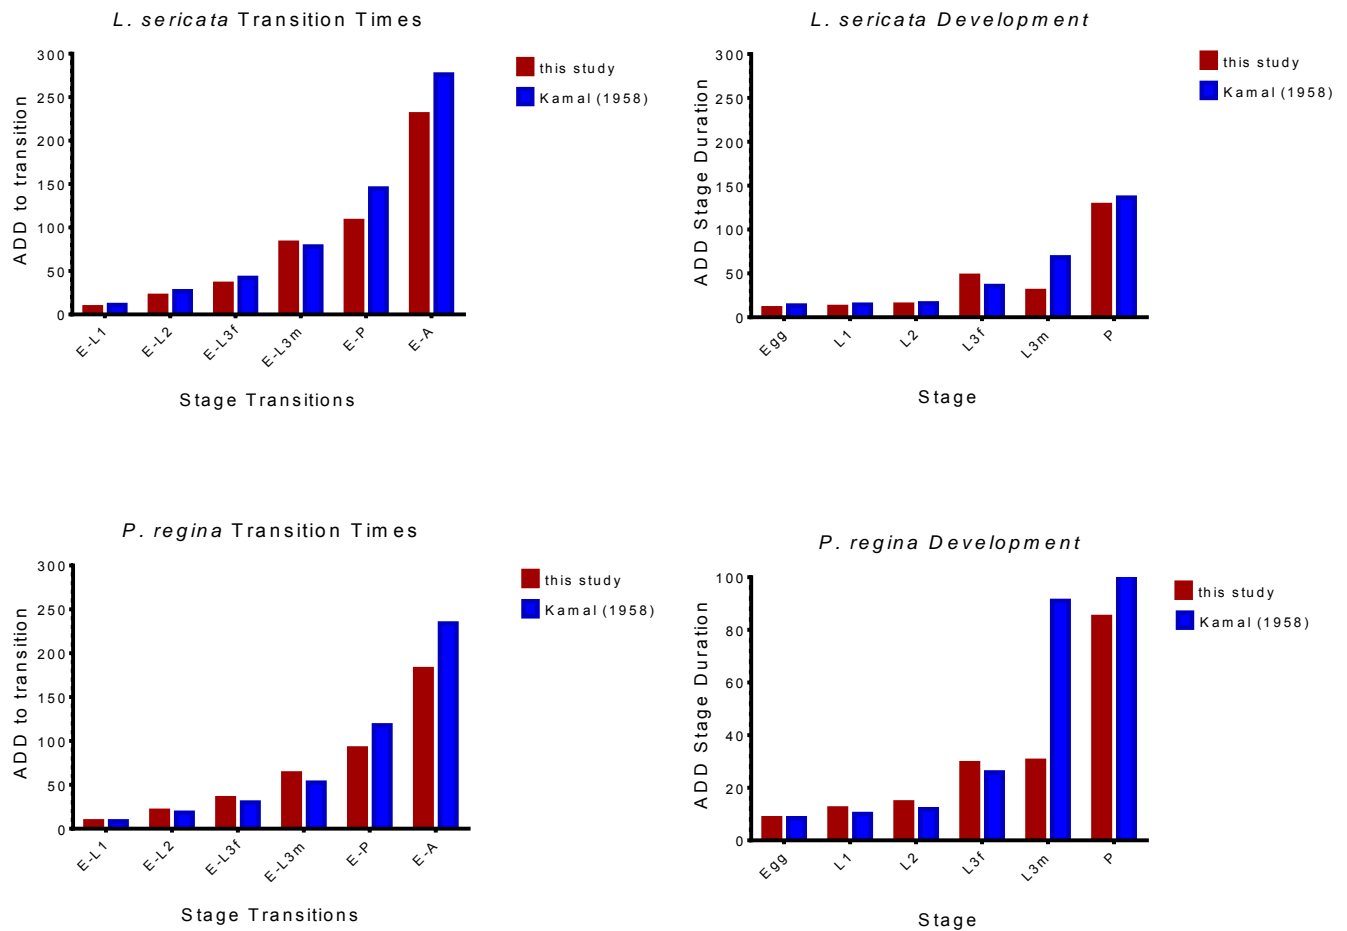 L. sericata Transition Times
300
250
200
150
100
50
0
ADD to transition
E-L1
E-L2
E-L3f
E-L3m
E-P
E-A
Stage Transitions
this study
Kamal (1958)
L. sericata Development
300
250
200
150
100
50
0
ADD Stage Duration
Egg
L1
L2
L3f
L3m
P
Stage
this study
Kamal (1958)
P. regina Transition Times
300
250
200
150
100
50
0
ADD to transition
E-L1
E-L2
E-L3f
E-L3m
E-P
E-A
Stage Transitions
this study
Kamal (1958)
P. regina Development
100
80
60
40
20
0
ADD Stage Duration
Egg
L1
L2
L3f
L3m
P
Stage
this study
Kamal (1958)